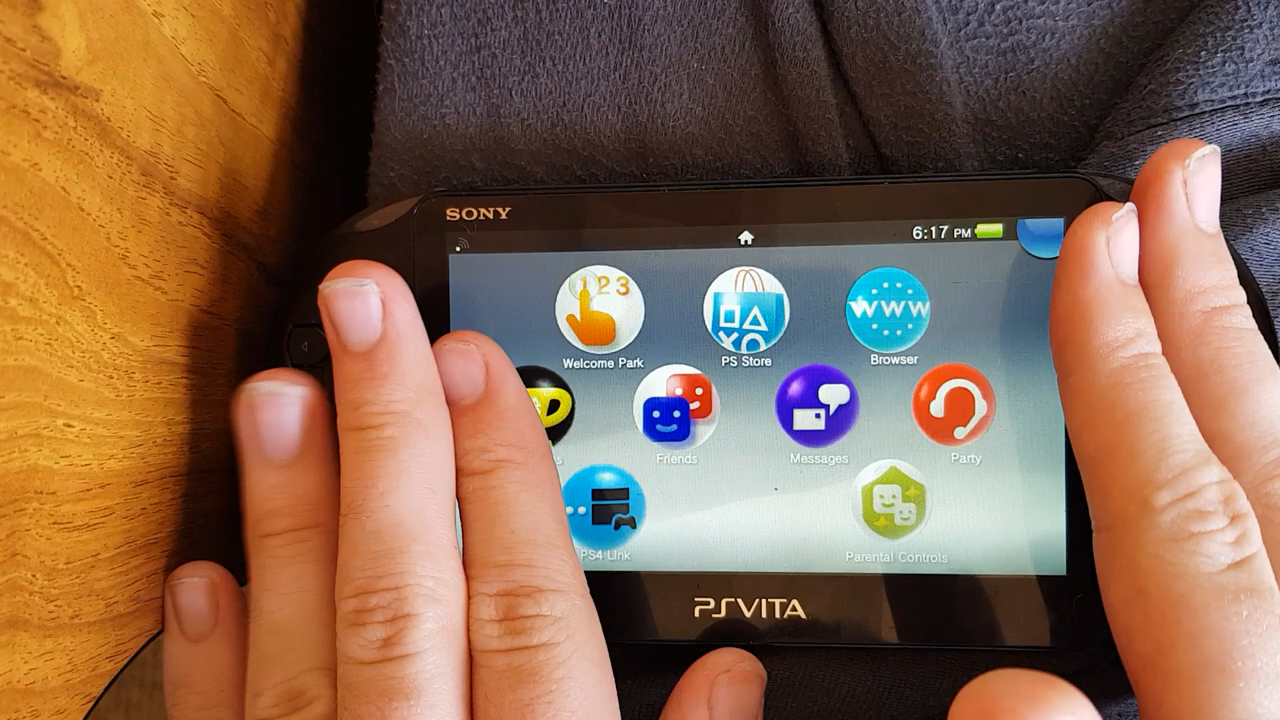 SONY
6:17 PM
123
Welcome Park
PS Store
WWW
Browser
Friends
Messages
Party
PS4 Link
Parental Controls
PSVITA